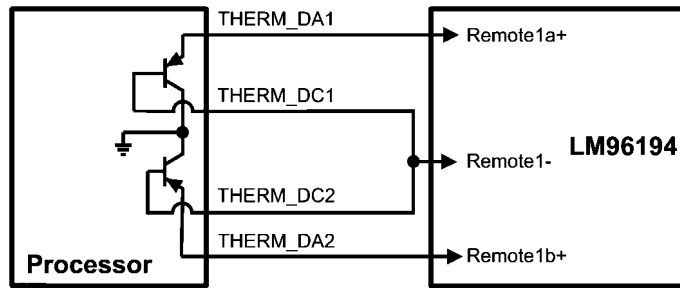 THERM_DA1
Remote1a+
THERM_DC1
LM96194
Remote1-
THERM_DC2
THERM_DA2
Remote1b+
Processor